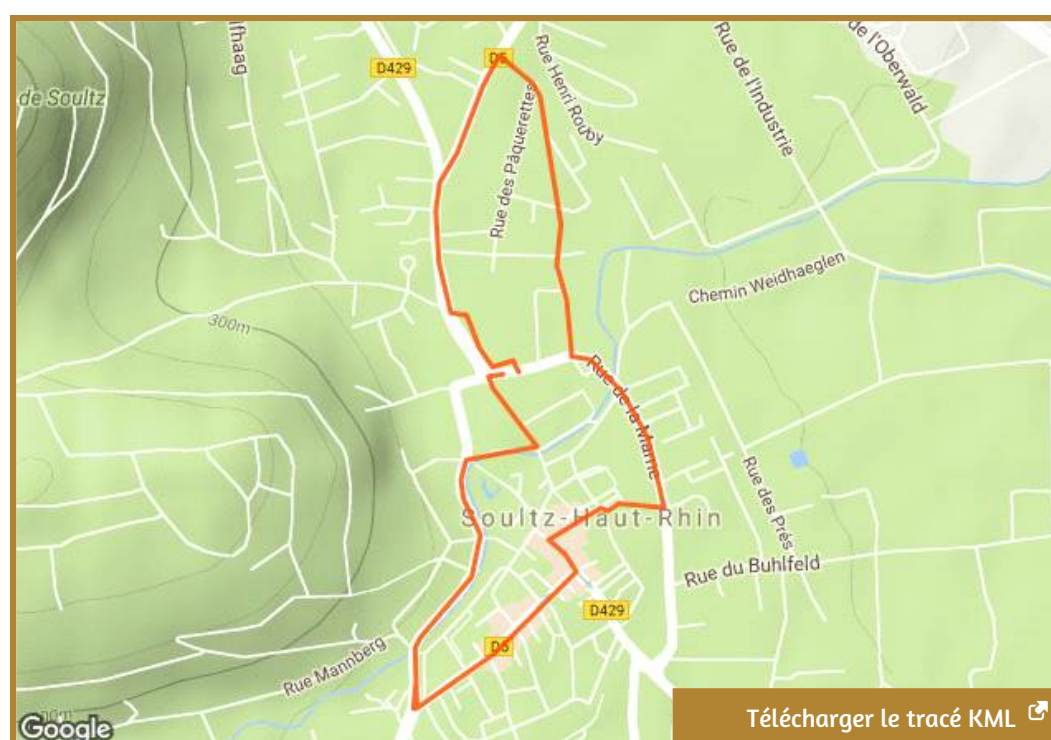 ifhaag
D429
D5
Rue Henri Rouby
Rue de l'Industrie
de l'Oberwald
de Soultz
Rue des Pâquerettes
Chemin Weidhaeglen
300m
Rue de la Marne
Rue des Prés
Soultz-Haut-Rhin
Rue du Buhlfeld
D429
D5
Rue Mannberg
Google
Télécharger le tracé KML